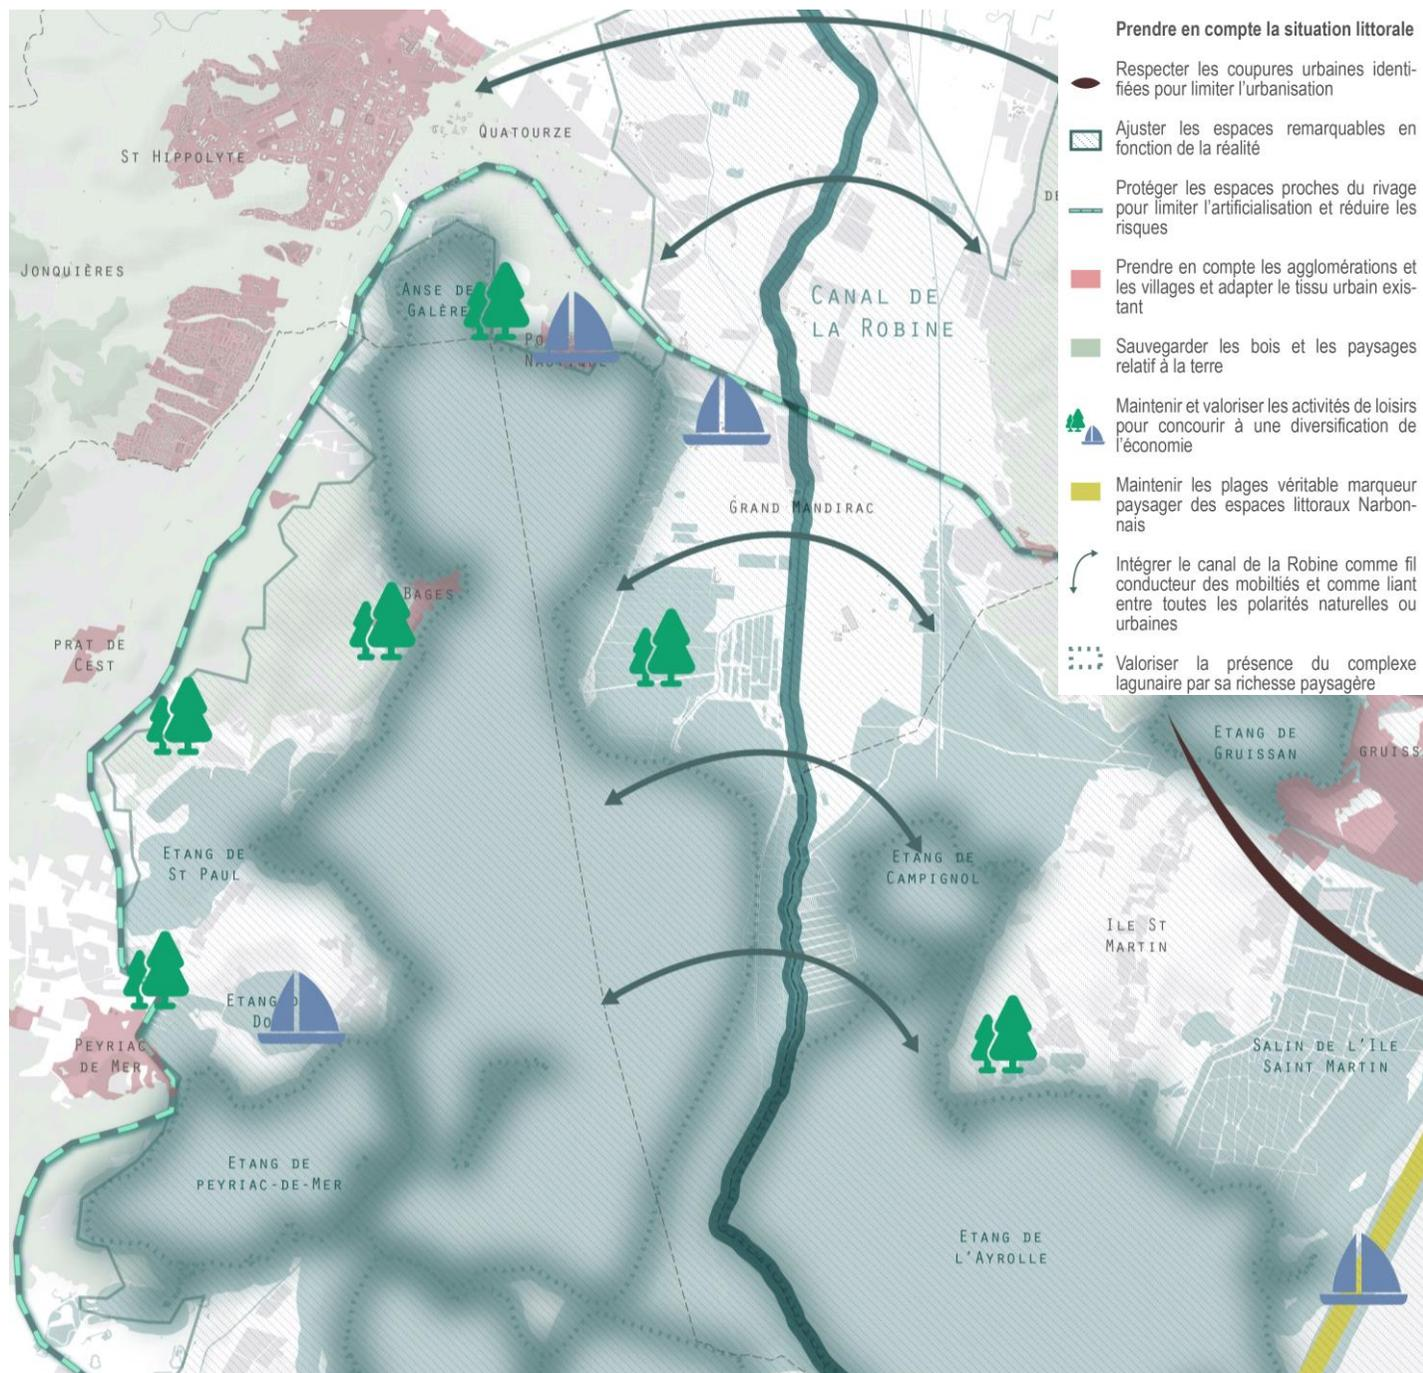 Prendre en compte la situation littorale
Respecter les coupures urbaines identi-
fiées pour limiter l'urbanisation
Ajuster les espaces remarquables en
fonction de la réalité
Protéger les espaces proches du rivage
pour limiter l'artificialisation et réduire les
risques
Prendre en compte les agglomérations et
les villages et adapter le tissu urbain exis-
tant
Sauvegarder les bois et les paysages
relatif à la terre
Maintenir et valoriser les activités de loisirs
pour concourir à une diversification de
l'économie
Maintenir les plages véritable marqueur
paysager des espaces littoraux Narbon-
nais
Intégrer le canal de la Robine comme fil
conducteur des mobiltiés et comme liant
entre toutes les polarités naturelles ou
urbaines
Valoriser la présence du complexe
lagunaire par sa richesse paysagère
QUATOURZE
ST HIPPOLYTE
JONQUIÈRES
ANSE DE
GALÈRE
CANAL DE
LA ROBINE
GRAND MANDIRAC
BAGES
PRAT DE
CEST
ETANG DE
GRUISSAN
GRUISS
ETANG DE
ST PAUL
ETANG DE
CAMPIGNOL
ILE ST
MARTIN
ETANG
DO
PEYRIAC
DE MER
SALIN DE L'ILE
SAINT MARTIN
ETANG DE
PEYRIAC-DE-MER
ETANG DE
L'AYROLLE